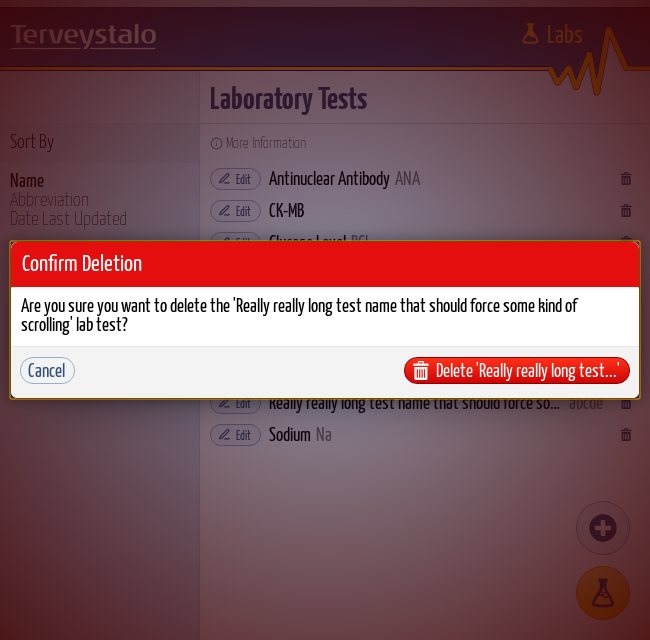 Terveystalo
Labs
Laboratory Tests
Sort By
More Information
Name
Abbreviation
Date Last Updated
Edit Antinuclear Antibody ANA
Edit CK-MB
Confirm Deletion
Are you sure you want to delete the 'Really really long test name that should force some kind of
scrolling' lab test?
Cancel
Delete 'Really really long test...'
Edit Really really long test name that should force so... abcde
Edit Sodium Na